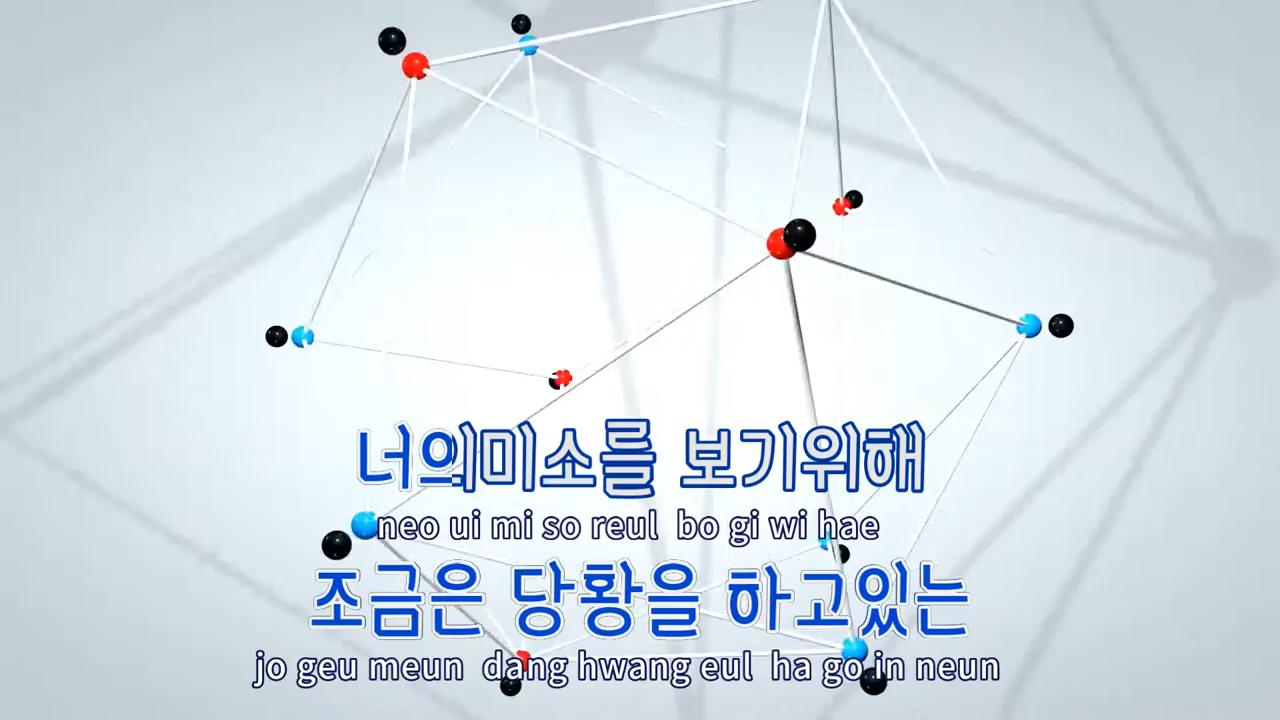 너의미소를 보기위해
neo ui mi so reul bo gi wi hae
조금은 당황을 하고있는
jo geu meun dang hwang eul ha go in neun